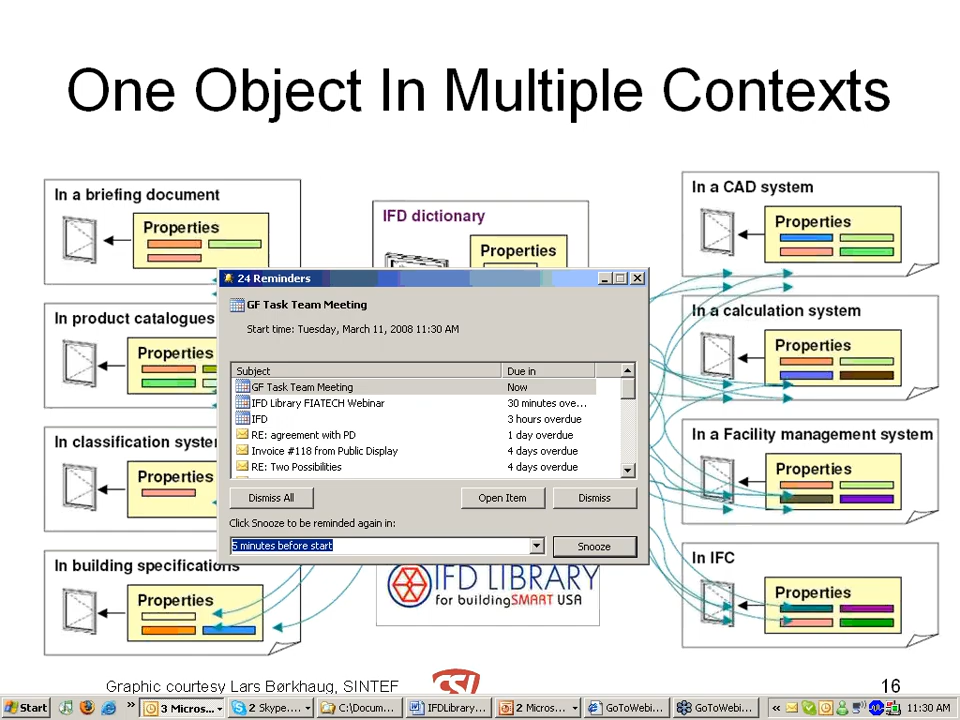 One Object In Multiple Contexts
In a briefing document
Properties
In product catalogues
Properties
In classification system
Properties
In building specifications
Properties
IFD dictionary
Properties
24 Reminders
GF Task Team Meeting
Start time: Tuesday, March 11, 2008 11:30 AM
Subject Due in
GF Task Team Meeting Now
IFD Library FIATECH Webinar 30 minutes ove...
IFD 3 hours overdue
RE: agreement with PD 1 day overdue
Invoice #118 from Public Display 4 days overdue
RE: Two Possibilities 4 days overdue
Dismiss All Open Item Dismiss
Click Snooze to be reminded again in:
5 minutes before start Snooze
IFD LIBRARY
for buildingSMART USA
In a CAD system
Properties
In a calculation system
Properties
In a Facility management system
Properties
In IFC
Properties
Graphic courtesy Lars Børkhaug, SINTEF
CSI
16
Start » 3 Micros... 2 Skype.... C:\Docum... IFDLibrary... 2 Micros... GoToWebi... GoToWebi... « 11:30 AM